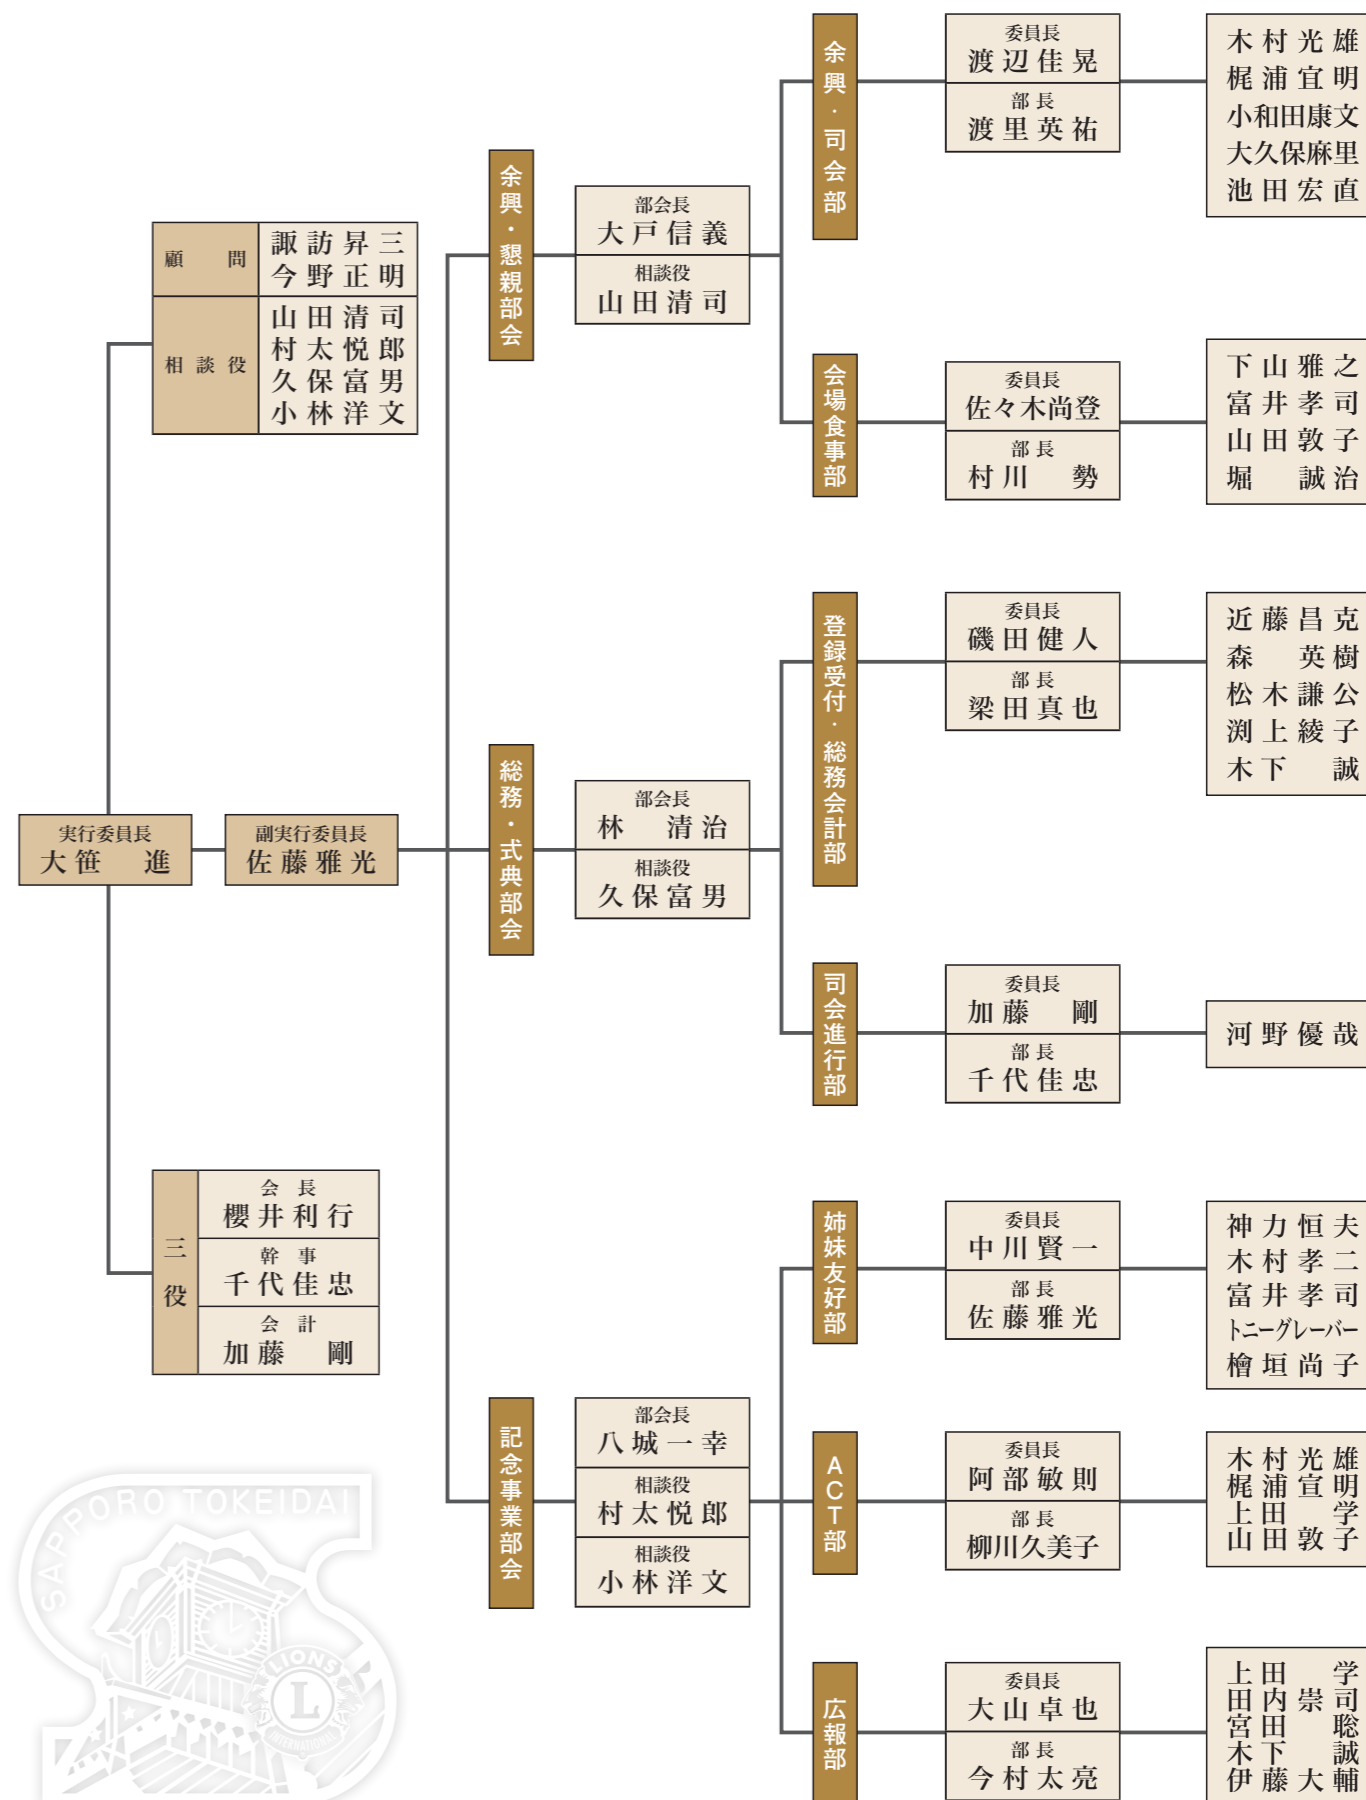 顧問
諏訪昇三
今野正明
相談役
山田清司
村太悦郎
久保富男
小林洋文
実行委員長
大笹　進
副実行委員長
佐藤雅光
三役
会長
櫻井利行
幹事
千代佳忠
会計
加藤　剛
余興・懇親部会
部会長
大戸信義
相談役
山田清司
余興・司会部
委員長
渡辺佳晃
部長
渡里英祐
木村光雄
梶浦宜明
小和田康文
大久保麻里
池田宏直
会場食事部
委員長
佐々木尚登
部長
村川　勢
下山雅之
富井孝司
山田敦子
堀　誠治
総務・式典部会
部会長
林　清治
相談役
久保富男
登録受付・総務会計部
委員長
磯田健人
部長
梁田真也
近藤昌克
森　英樹
松木謙公
渕上綾子
木下　誠
司会進行部
委員長
加藤　剛
部長
千代佳忠
河野優哉
記念事業部会
部会長
八城一幸
相談役
村太悦郎
相談役
小林洋文
姉妹友好部
委員長
中川賢一
部長
佐藤雅光
神力恒夫
木村孝二
富井孝司
トニーグレーバー
檜垣尚子
ACT部
委員長
阿部敏則
部長
柳川久美子
木村光雄
梶浦宣明
上田　学
山田敦子
広報部
委員長
大山卓也
部長
今村太亮
上田　学
田内崇司
宮田　聡
木下　誠
伊藤大輔
SAPPORO TOKEIDAI
LIONS
L
INTERNATIONAL